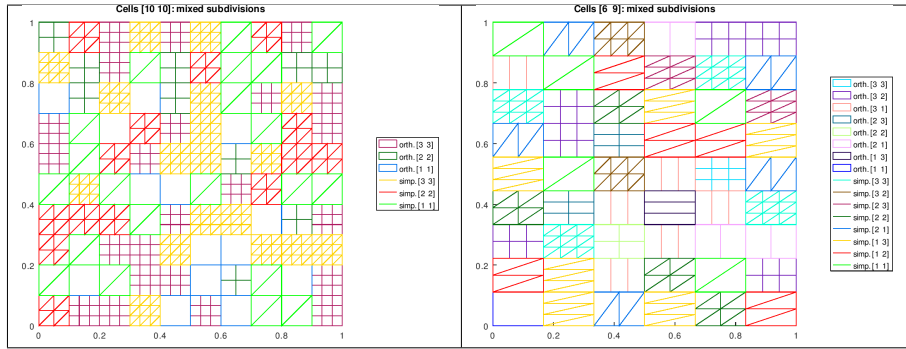 Cells [10 10]: mixed subdivisions
1
0.8
0.6
0.4
0.2
0
0
0.2
0.4
0.6
0.8
1
orth. [3 3]
orth. [2 2]
orth. [1 1]
simp. [3 3]
simp. [2 2]
simp. [1 1]
Cells [6 9]: mixed subdivisions
1
0.8
0.6
0.4
0.2
0
0
0.2
0.4
0.6
0.8
1
orth. [3 3]
orth. [3 2]
orth. [3 1]
orth. [2 3]
orth. [2 2]
orth. [2 1]
orth. [1 3]
orth. [1 1]
simp. [3 3]
simp. [3 2]
simp. [2 3]
simp. [2 2]
simp. [2 1]
simp. [1 3]
simp. [1 2]
simp. [1 1]